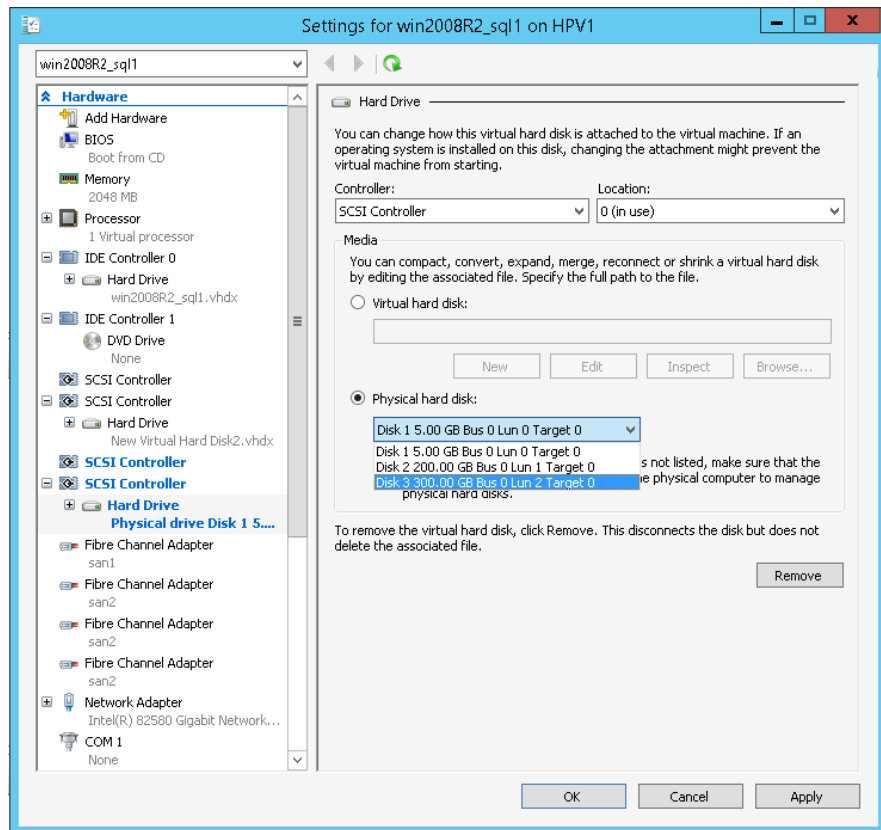 Settings for win2008R2_sql1 on HPV1
win2008R2_sql1
Hardware
Add Hardware
BIOS
Boot from CD
Memory
2048 MB
Processor
1 Virtual processor
IDE Controller 0
Hard Drive
win2008R2_sql1.vhdx
IDE Controller 1
DVD Drive
None
SCSI Controller
SCSI Controller
Hard Drive
New Virtual Hard Disk2.vhdx
SCSI Controller
SCSI Controller
Hard Drive
Physical drive Disk 1 5....
Fibre Channel Adapter
san1
Fibre Channel Adapter
san2
Fibre Channel Adapter
san2
Fibre Channel Adapter
san2
Network Adapter
Intel(R) 82580 Gigabit Network...
COM 1
None
Hard Drive
You can change how this virtual hard disk is attached to the virtual machine. If an
operating system is installed on this disk, changing the attachment might prevent the
virtual machine from starting.
Controller: Location:
SCSI Controller 0 (in use)
Media
You can compact, convert, expand, merge, reconnect or shrink a virtual hard disk
by editing the associated file. Specify the full path to the file.
Virtual hard disk:
New Edit Inspect Browse...
Physical hard disk:
Disk 1 5.00 GB Bus 0 Lun 0 Target 0
Disk 1 5.00 GB Bus 0 Lun 0 Target 0
Disk 2 200.00 GB Bus 0 Lun 1 Target 0 s not listed, make sure that the
Disk 3 300.00 GB Bus 0 Lun 2 Target 0 physical computer to manage
physical hard disks.
To remove the virtual hard disk, click Remove. This disconnects the disk but does not
delete the associated file.
Remove
OK Cancel Apply